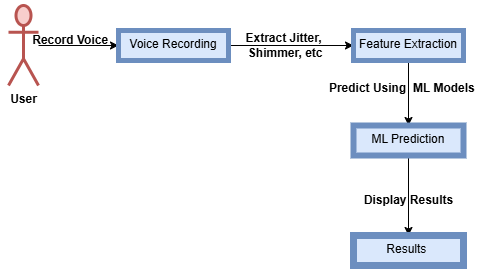 Record Voice
Voice Recording
Extract Jitter,
Shimmer, etc
Feature Extraction
User
Predict Using ML Models
ML Prediction
Display Results
Results